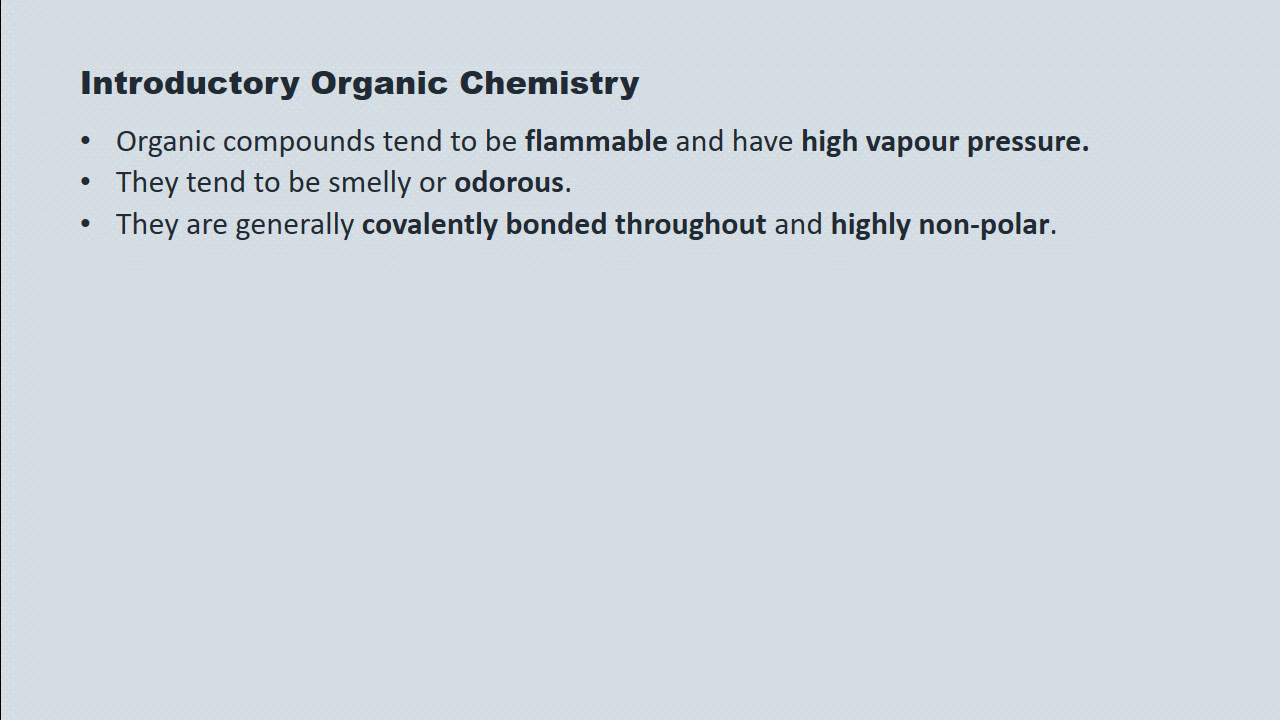 Introductory Organic Chemistry
• Organic compounds tend to be flammable and have high vapour pressure.
• They tend to be smelly or odorous.
• They are generally covalently bonded throughout and highly non-polar.